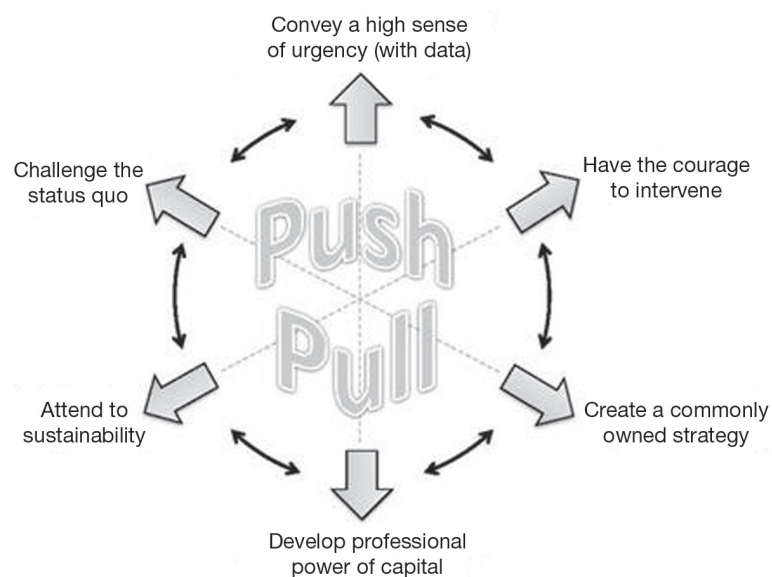 Convey a high sense
of urgency (with data)
Challenge the
status quo
Have the courage
to intervene
Push
Pull
Attend to
sustainability
Create a commonly
owned strategy
Develop professional
power of capital